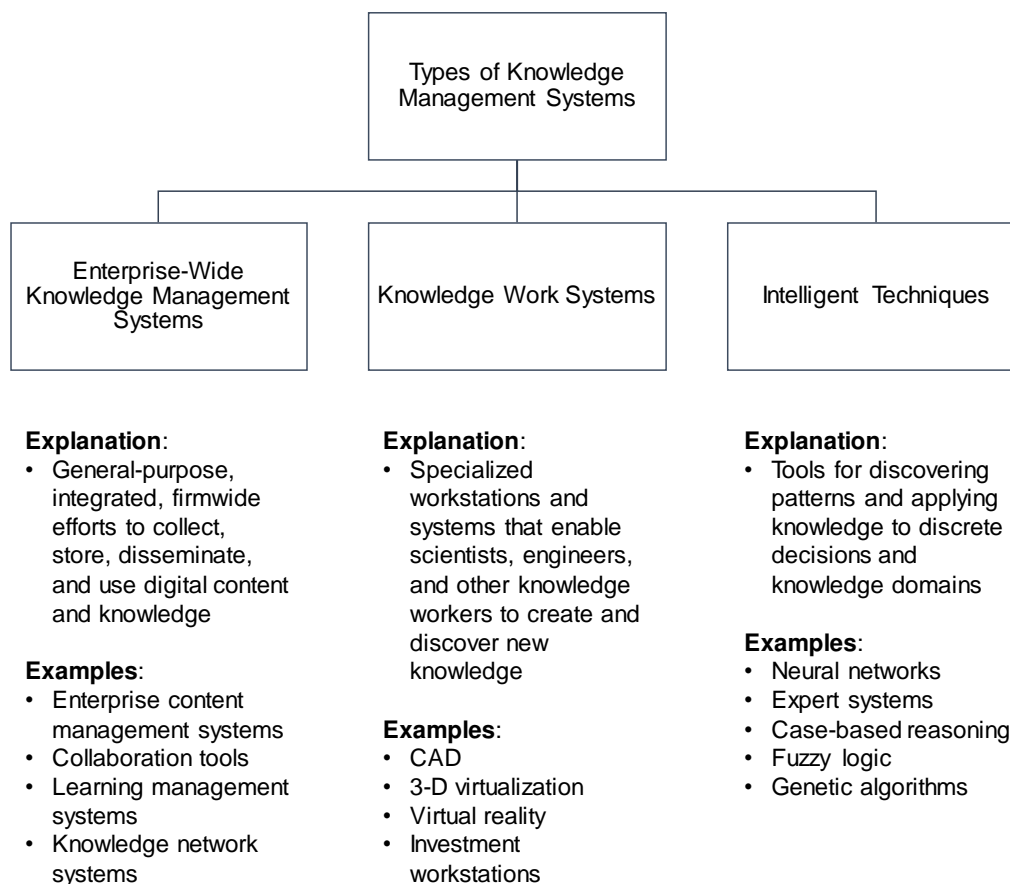 Types of Knowledge
Management Systems
Enterprise-Wide
Knowledge Management
Systems
Knowledge Work Systems
Intelligent Techniques
Explanation:
• General-purpose,
integrated, firmwide
efforts to collect,
store, disseminate,
and use digital content
and knowledge
Examples:
• Enterprise content
management systems
• Collaboration tools
• Learning management
systems
• Knowledge network
systems
Explanation:
• Specialized
workstations and
systems that enable
scientists, engineers,
and other knowledge
workers to create and
discover new
knowledge
Examples:
• CAD
• 3-D virtualization
• Virtual reality
• Investment
workstations
Explanation:
• Tools for discovering
patterns and applying
knowledge to discrete
decisions and
knowledge domains
Examples:
• Neural networks
• Expert systems
• Case-based reasoning
• Fuzzy logic
• Genetic algorithms